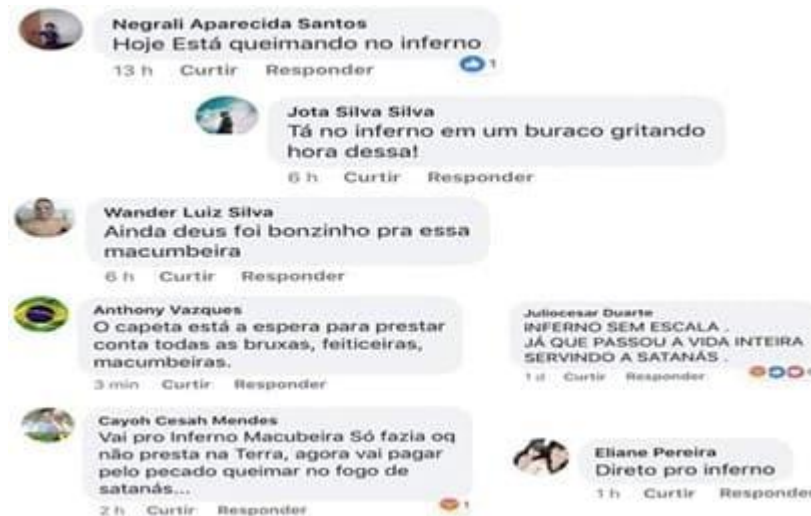 Negrali Aparecida Santos
Hoje Está queimando no inferno
13 h Curtir Responder 1
Jota Silva Silva
Tá no inferno em um buraco gritando
hora dessa!
6 h Curtir Responder
Wander Luiz Silva
Ainda deus foi bonzinho pra essa
macumbeira
6 h Curtir Responder
Anthony Vazques
O capeta está a espera para prestar
conta todas as bruxas, feiticeiras,
macumbeiras.
3 min Curtir Responder
Juliocesar Duarte
INFERNO SEM ESCALA .
JÁ QUE PASSOU A VIDA INTEIRA
SERVINDO A SATANÁS .
1 d Curtir Responder
Cayoh Cesah Mendes
Vai pro Inferno Macubeira Só fazia oq
não presta na Terra, agora vai pagar
pelo pecado queimar no fogo de
satanás...
2 h Curtir Responder 1
Eliane Pereira
Direto pro inferno
1 h Curtir Responder